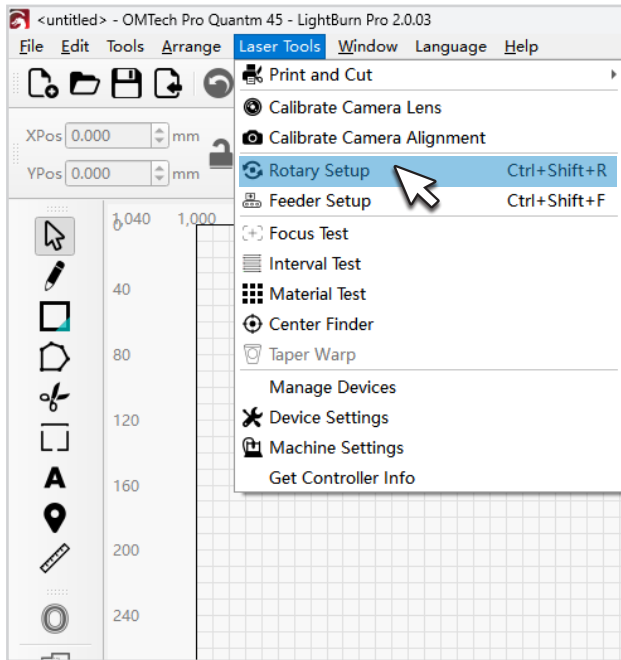 <untitled> - OMTech Pro Quantm 45 - LightBurn Pro 2.0.03
File Edit Tools Arrange Laser Tools Window Language Help
Print and Cut
Calibrate Camera Lens
Calibrate Camera Alignment
XPos 0.000 mm
YPos 0.000 mm
Rotary Setup Ctrl+Shift+R
Feeder Setup Ctrl+Shift+F
Focus Test
Interval Test
Material Test
Center Finder
Taper Warp
Manage Devices
Device Settings
Machine Settings
Get Controller Info
1,040 1,000
0
40
80
120
160
200
240
A